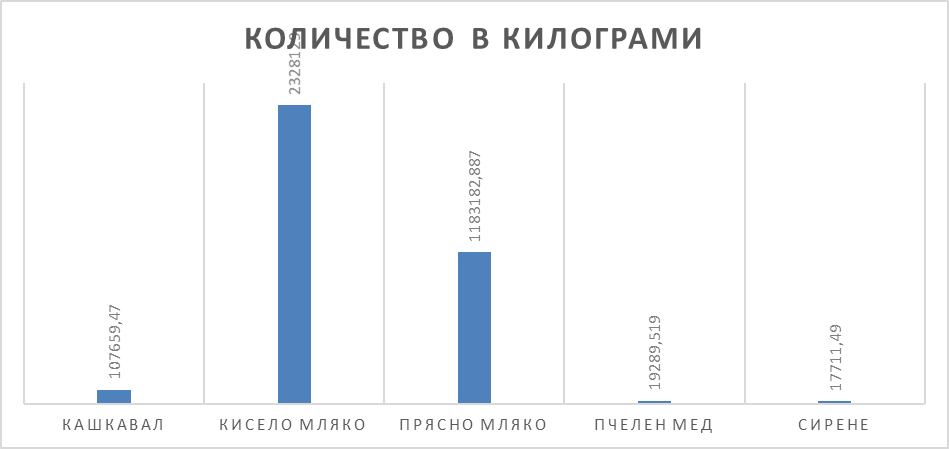 КОЛИЧЕСТВО В КИЛОГРАМИ
107659,47
1183182,887
19289,519
17711,49
КАШКАВАЛ
КИСЕЛО МЛЯКО
ПРЯСНО МЛЯКО
ПЧЕЛЕН МЕД
СИРЕНЕ